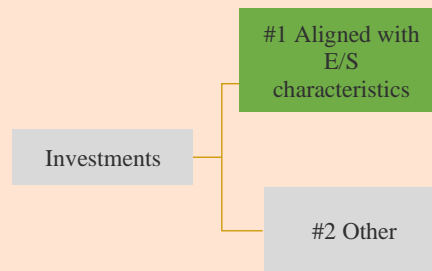 #1 Aligned with
E/S
characteristics
Investments
#2 Other